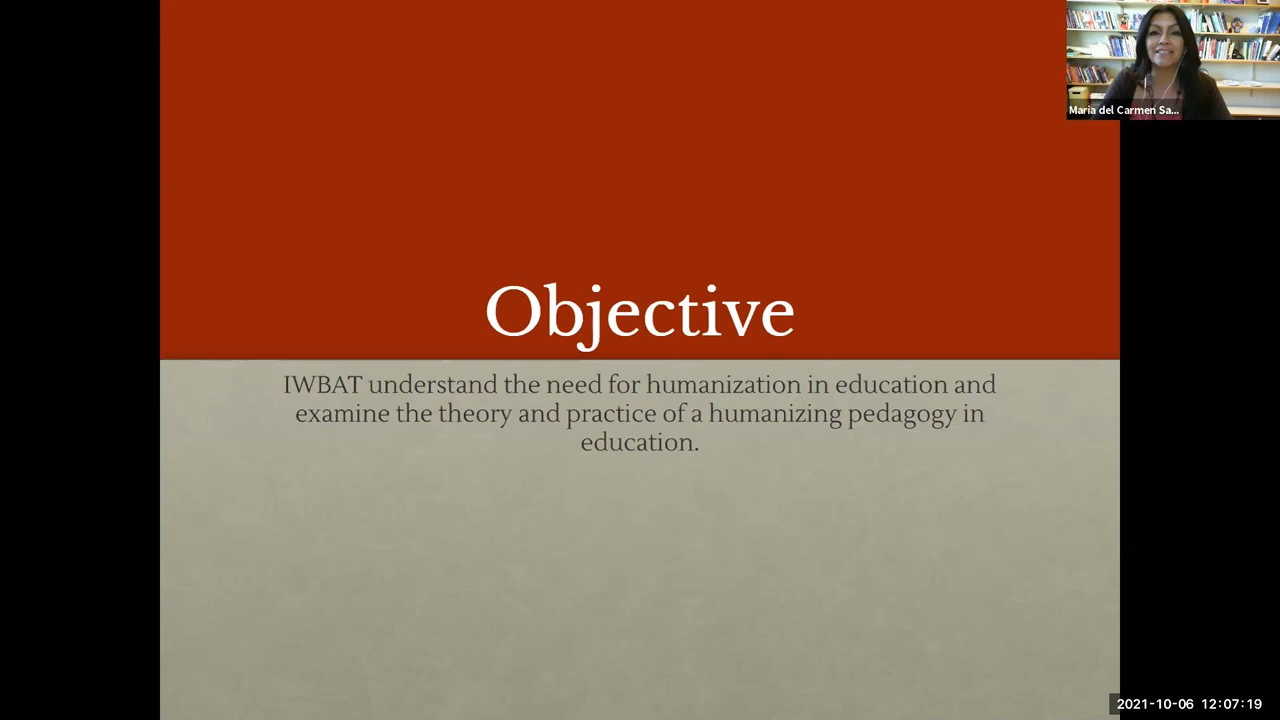 Maria del Carmen Sa...
Objective
IWBAT understand the need for humanization in education and
examine the theory and practice of a humanizing pedagogy in
education.
2021-10-06 12:07:19